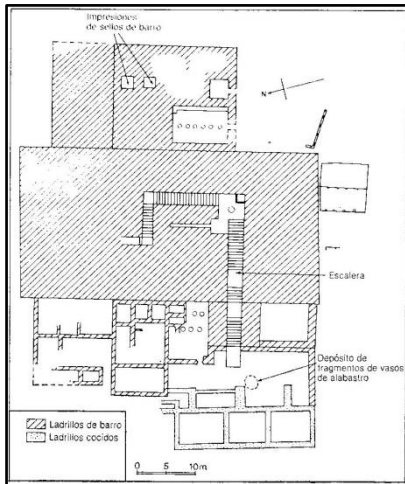 Impresiones
de sellos de barro
N
Escalera
Depósito de
fragmentos de vasos
de alabastro
Ladrillos de barro
Ladrillos cocidos
0 5 10m